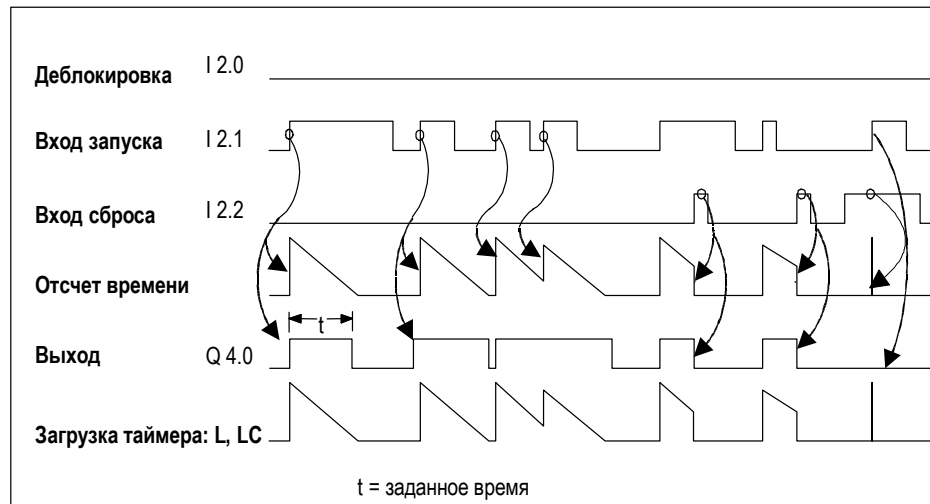 Деблокировка I 2.0
Вход запуска I 2.1
Вход сброса I 2.2
Отсчет времени
t
Выход Q 4.0
Загрузка таймера: L, LC
t = заданное время